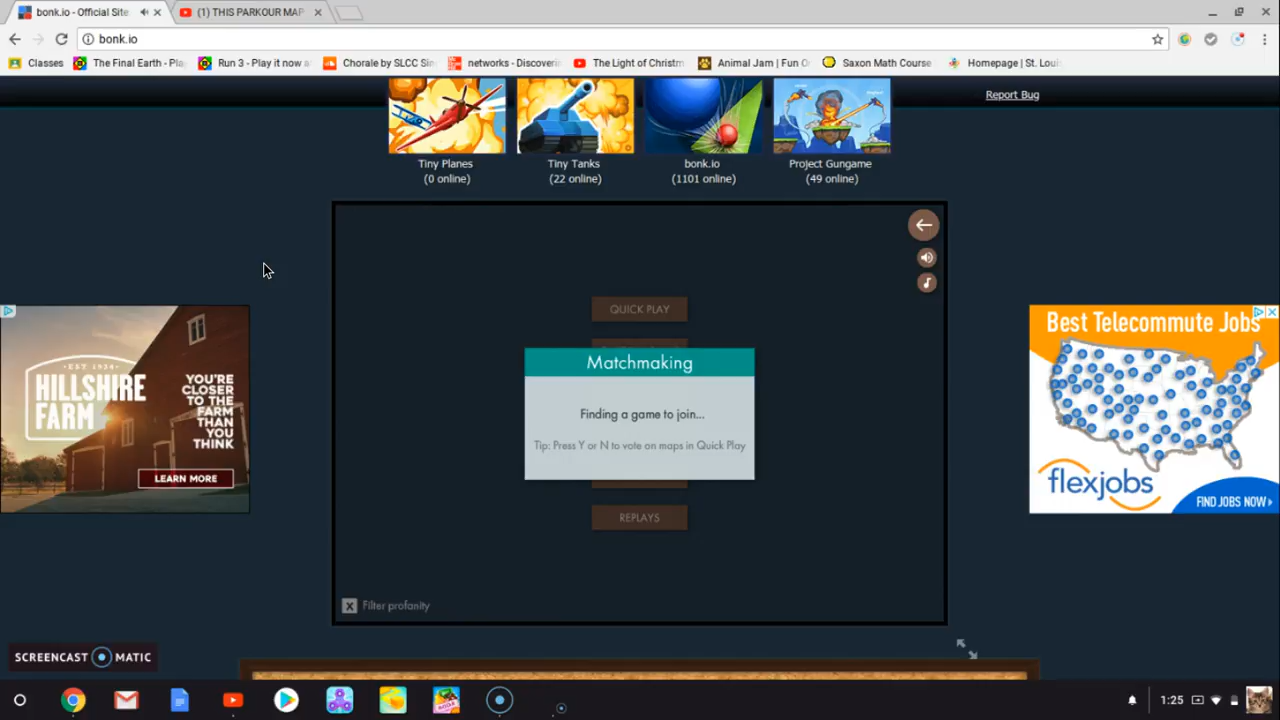 bonk.io - Official Site
(1) THIS PARKOUR MAP
bonk.io
Classes
The Final Earth - Pla
Run 3 - Play it now a
Chorale by SLCC Sin
networks - Discoveri
The Light of Christm
Animal Jam | Fun O
Saxon Math Course
Homepage | St. Loui
Report Bug
Tiny Planes
(0 online)
Tiny Tanks
(22 online)
bonk.io
(1101 online)
Project Gungame
(49 online)
QUICK PLAY
Matchmaking
Finding a game to join...
Tip: Press Y or N to vote on maps in Quick Play
REPLAYS
X Filter profanity
EST 1934
HILLSHIRE
FARM
YOU'RE
CLOSER
TO THE
FARM
THAN
YOU
THINK
LEARN MORE
Best Telecommute Jobs
flexjobs
FIND JOBS NOW
SCREENCAST MATIC
1:25